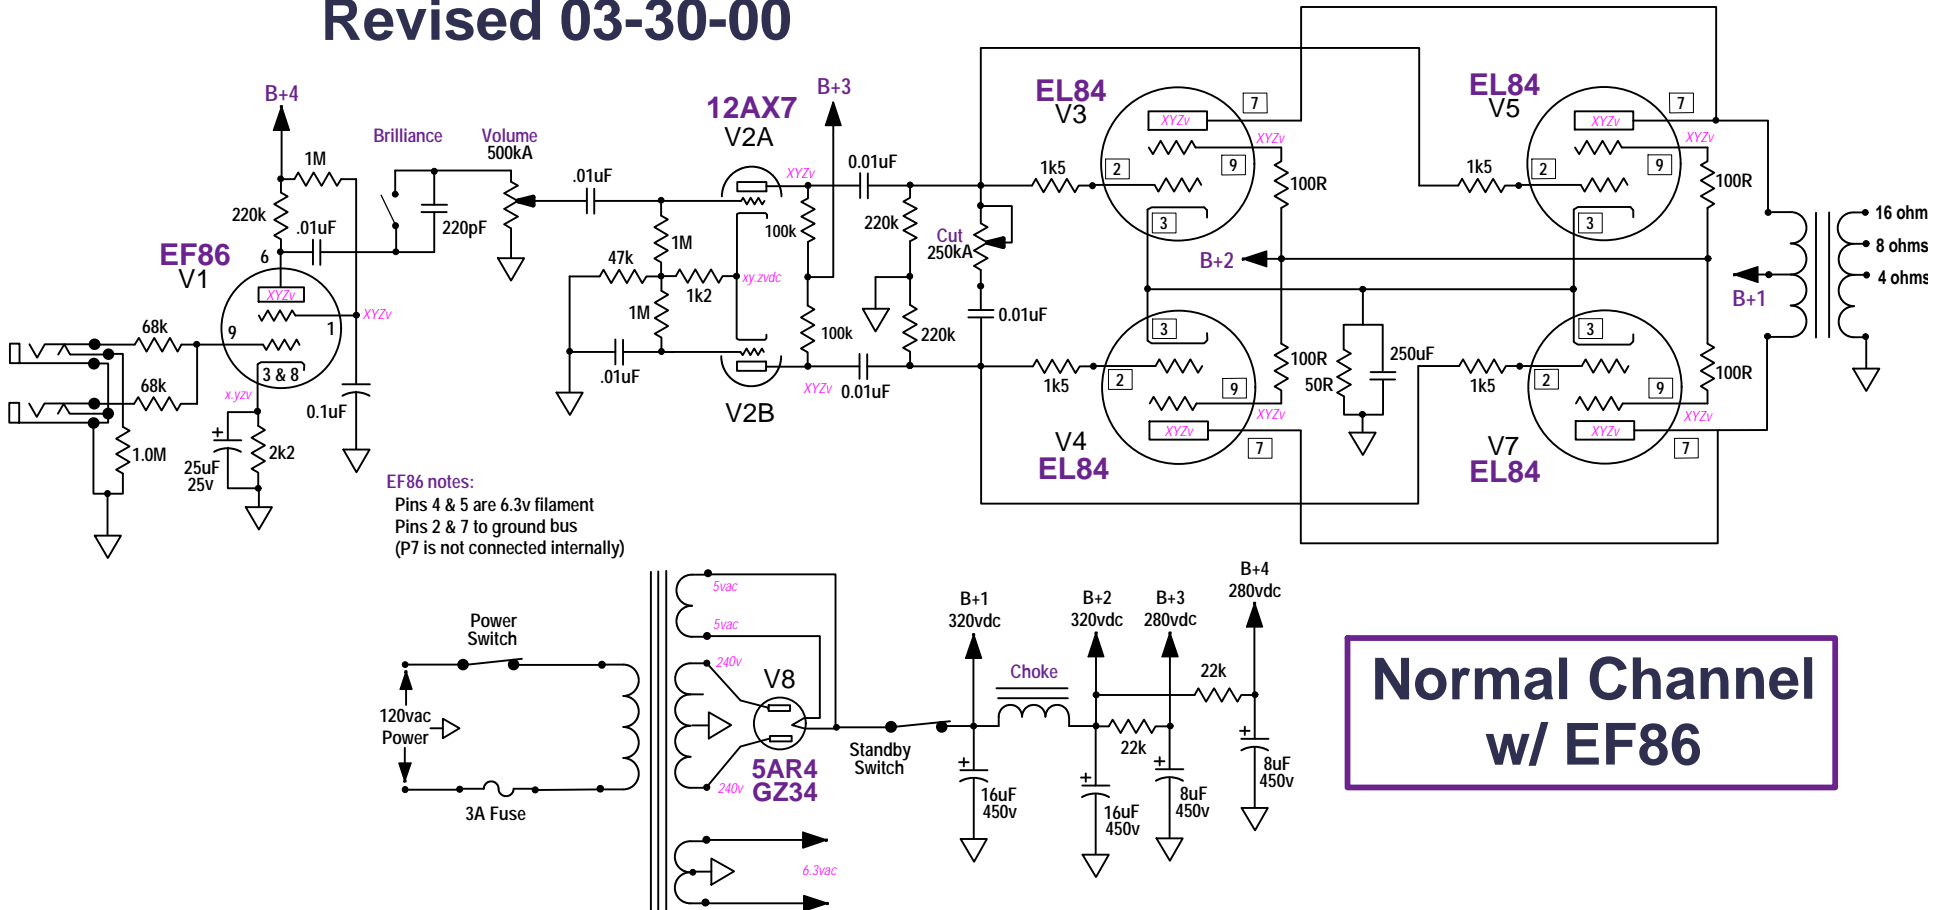 Revised 03-30-00
B+4
1M
220k
.01uF
6
EF86
V1
XYZv
1
9
XYZv
68k
68k
3 & 8
x.yzv
0.1uF
1.0M
25uF
25v
2k2
Brilliance
220pF
Volume
500kA
.01uF
12AX7
V2A
XYZv
B+3
0.01uF
1M
47k
1k2
1M
xy.zvdc
100k
100k
.01uF
V2B
XYZv
0.01uF
220k
220k
Cut
250kA
0.01uF
EL84
V3
7
XYZv
XYZv
9
2
3
1k5
100R
B+2
EL84
V5
7
XYZv
XYZv
9
2
3
1k5
100R
16 ohm
8 ohms
4 ohms
B+1
3
2
9
1k5
100R
XYZv
XYZv
7
V4
EL84
50R
250uF
3
2
9
1k5
100R
XYZv
XYZv
7
V7
EL84
EF86 notes:
Pins 4 & 5 are 6.3v filament
Pins 2 & 7 to ground bus
(P7 is not connected internally)
Power
Switch
120vac
Power
3A Fuse
5vac
5vac
240v
240v
V8
5AR4
GZ34
6.3vac
Standby
Switch
B+1
320vdc
Choke
16uF
450v
B+2
320vdc
22k
16uF
450v
B+3
280vdc
8uF
450v
B+4
280vdc
22k
8uF
450v
Normal Channel
w/ EF86